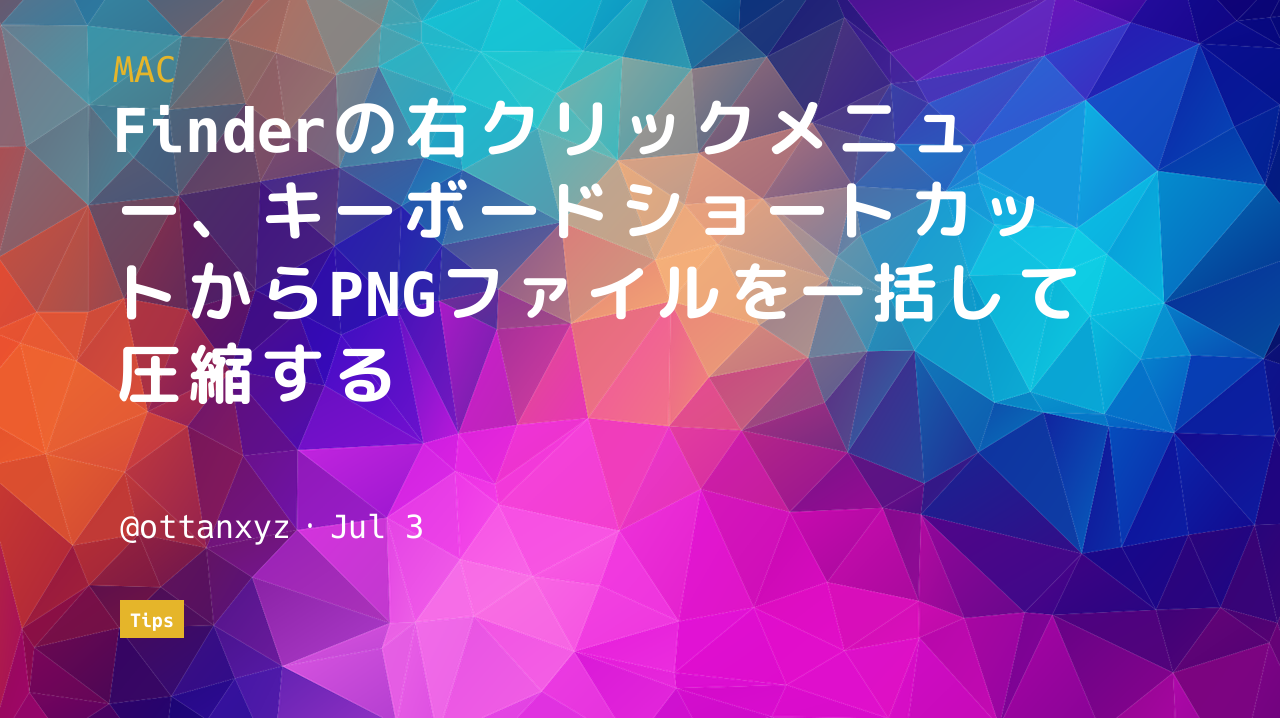 MAC
Finderの右クリックメニュ
ー、キーボードショートカッ
トからPNGファイルを一括して
圧縮する
@ottanxyz · Jul 3
Tips